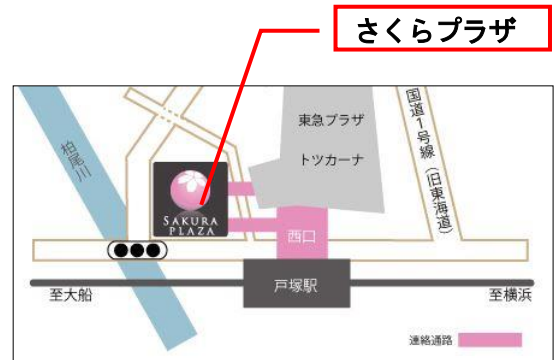 さくらプラザ
東急プラザ
トツカーナ
国道1号線(旧東海道)
柏尾川
SAKURA
PLAZA
西口
戸塚駅
至大船
至横浜
連絡通路